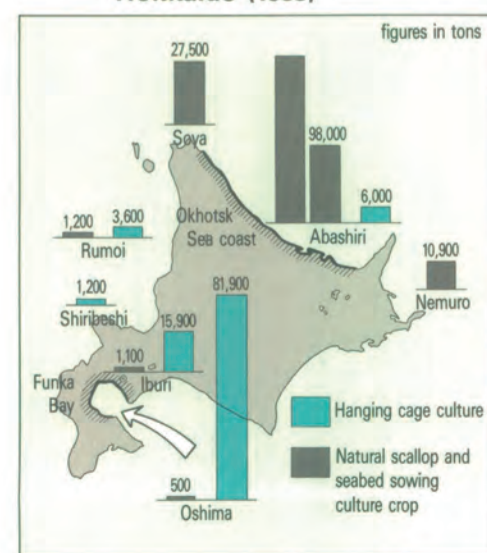 figures in tons
27,500
Soya
98,000
6,000
Abashiri
Okhotsk
Sea coast
1,200
3,600
Rumoi
10,900
Nemuro
1,200
Shiribeshi
81,900
15,900
1,100
Iburi
Funka
Bay
500
Oshima
Hanging cage culture
Natural scallop and
seabed sowing
culture crop